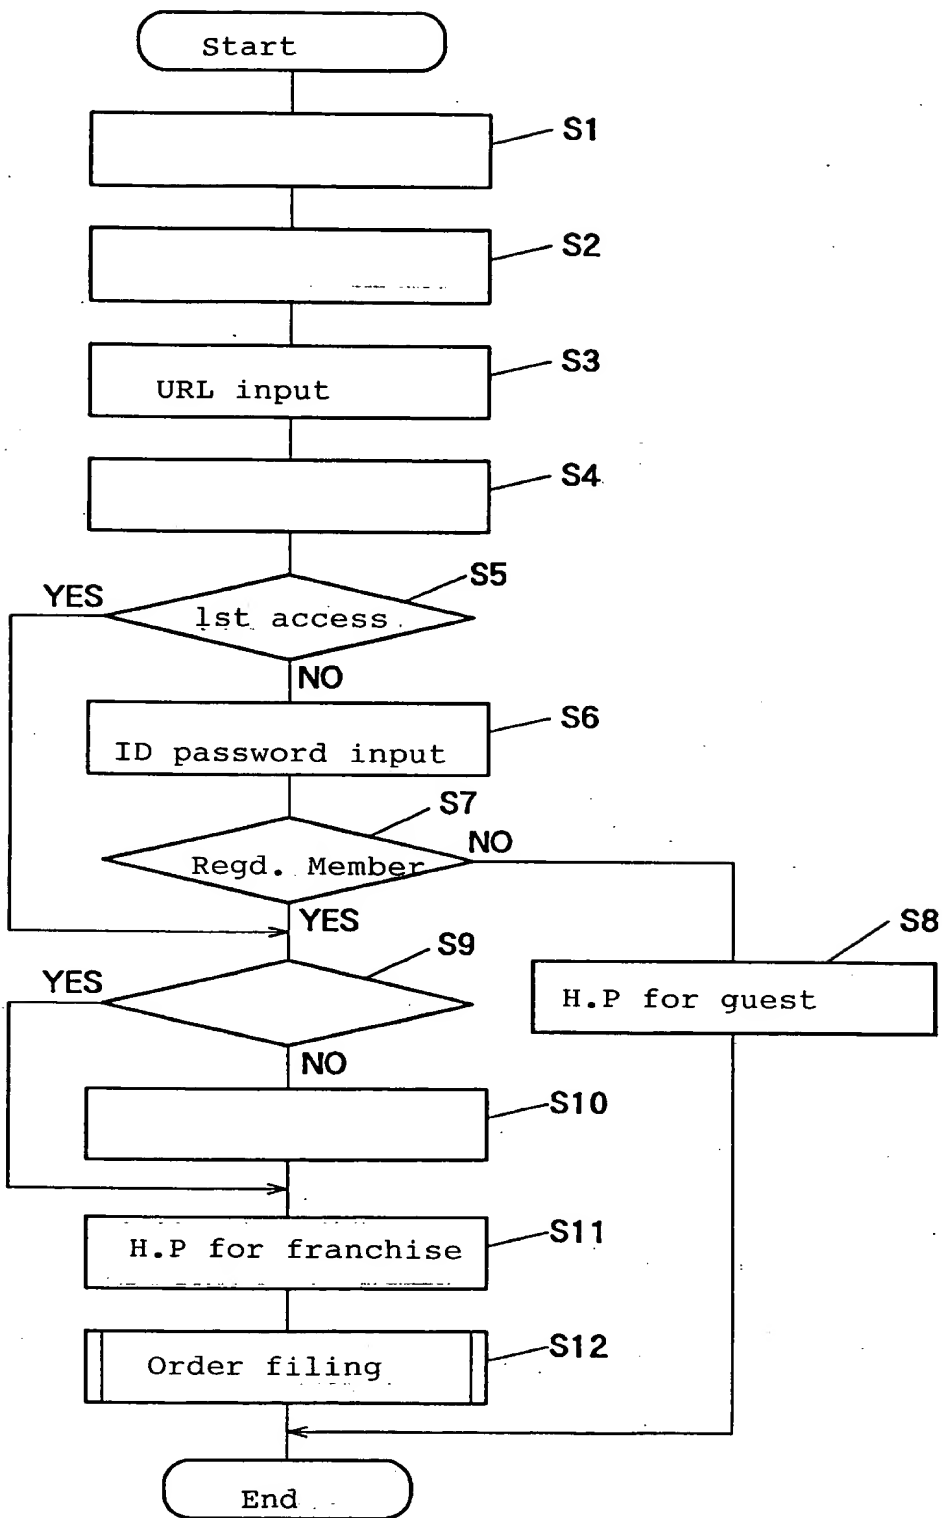 Start
S1
S2
S3
URL input
S4
S5
YES
1st access
NO
S6
ID password input
S7
NO
Regd. Member
YES
S8
S9
YES
H.P for guest
NO
S10
S11
H.P for franchise
S12
Order filing
End